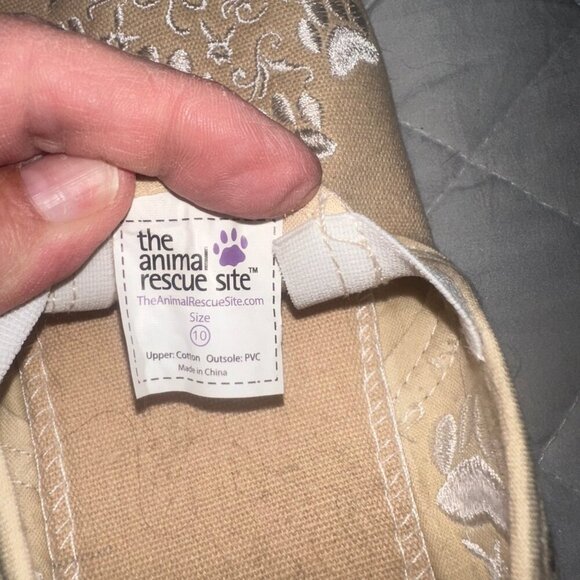 the
animal
rescue site™
TheAnimalRescueSite.com
Size
10
Upper: Cotton Outsole: PVC
Made in China